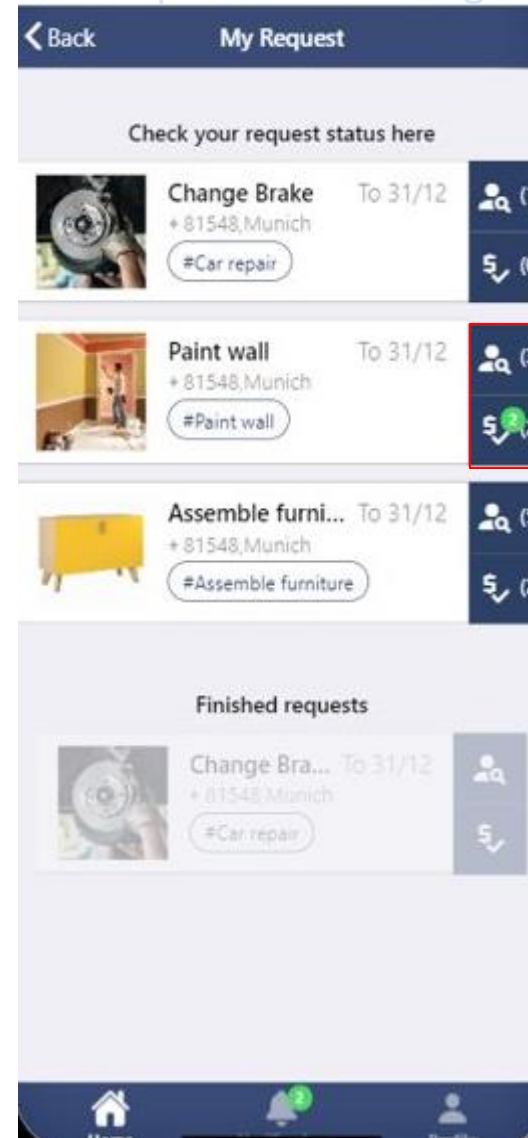 Back
My Request
Check your request status here
Change Brake
To 31/12
+ 81548,Munich
#Car repair
Paint wall
To 31/12
+ 81548,Munich
#Paint wall
2
Assemble furni...
To 31/12
+ 81548,Munich
#Assemble furniture
Finished requests
Change Bra...
To 31/12
+ 81548,Munich
#Car repair
2